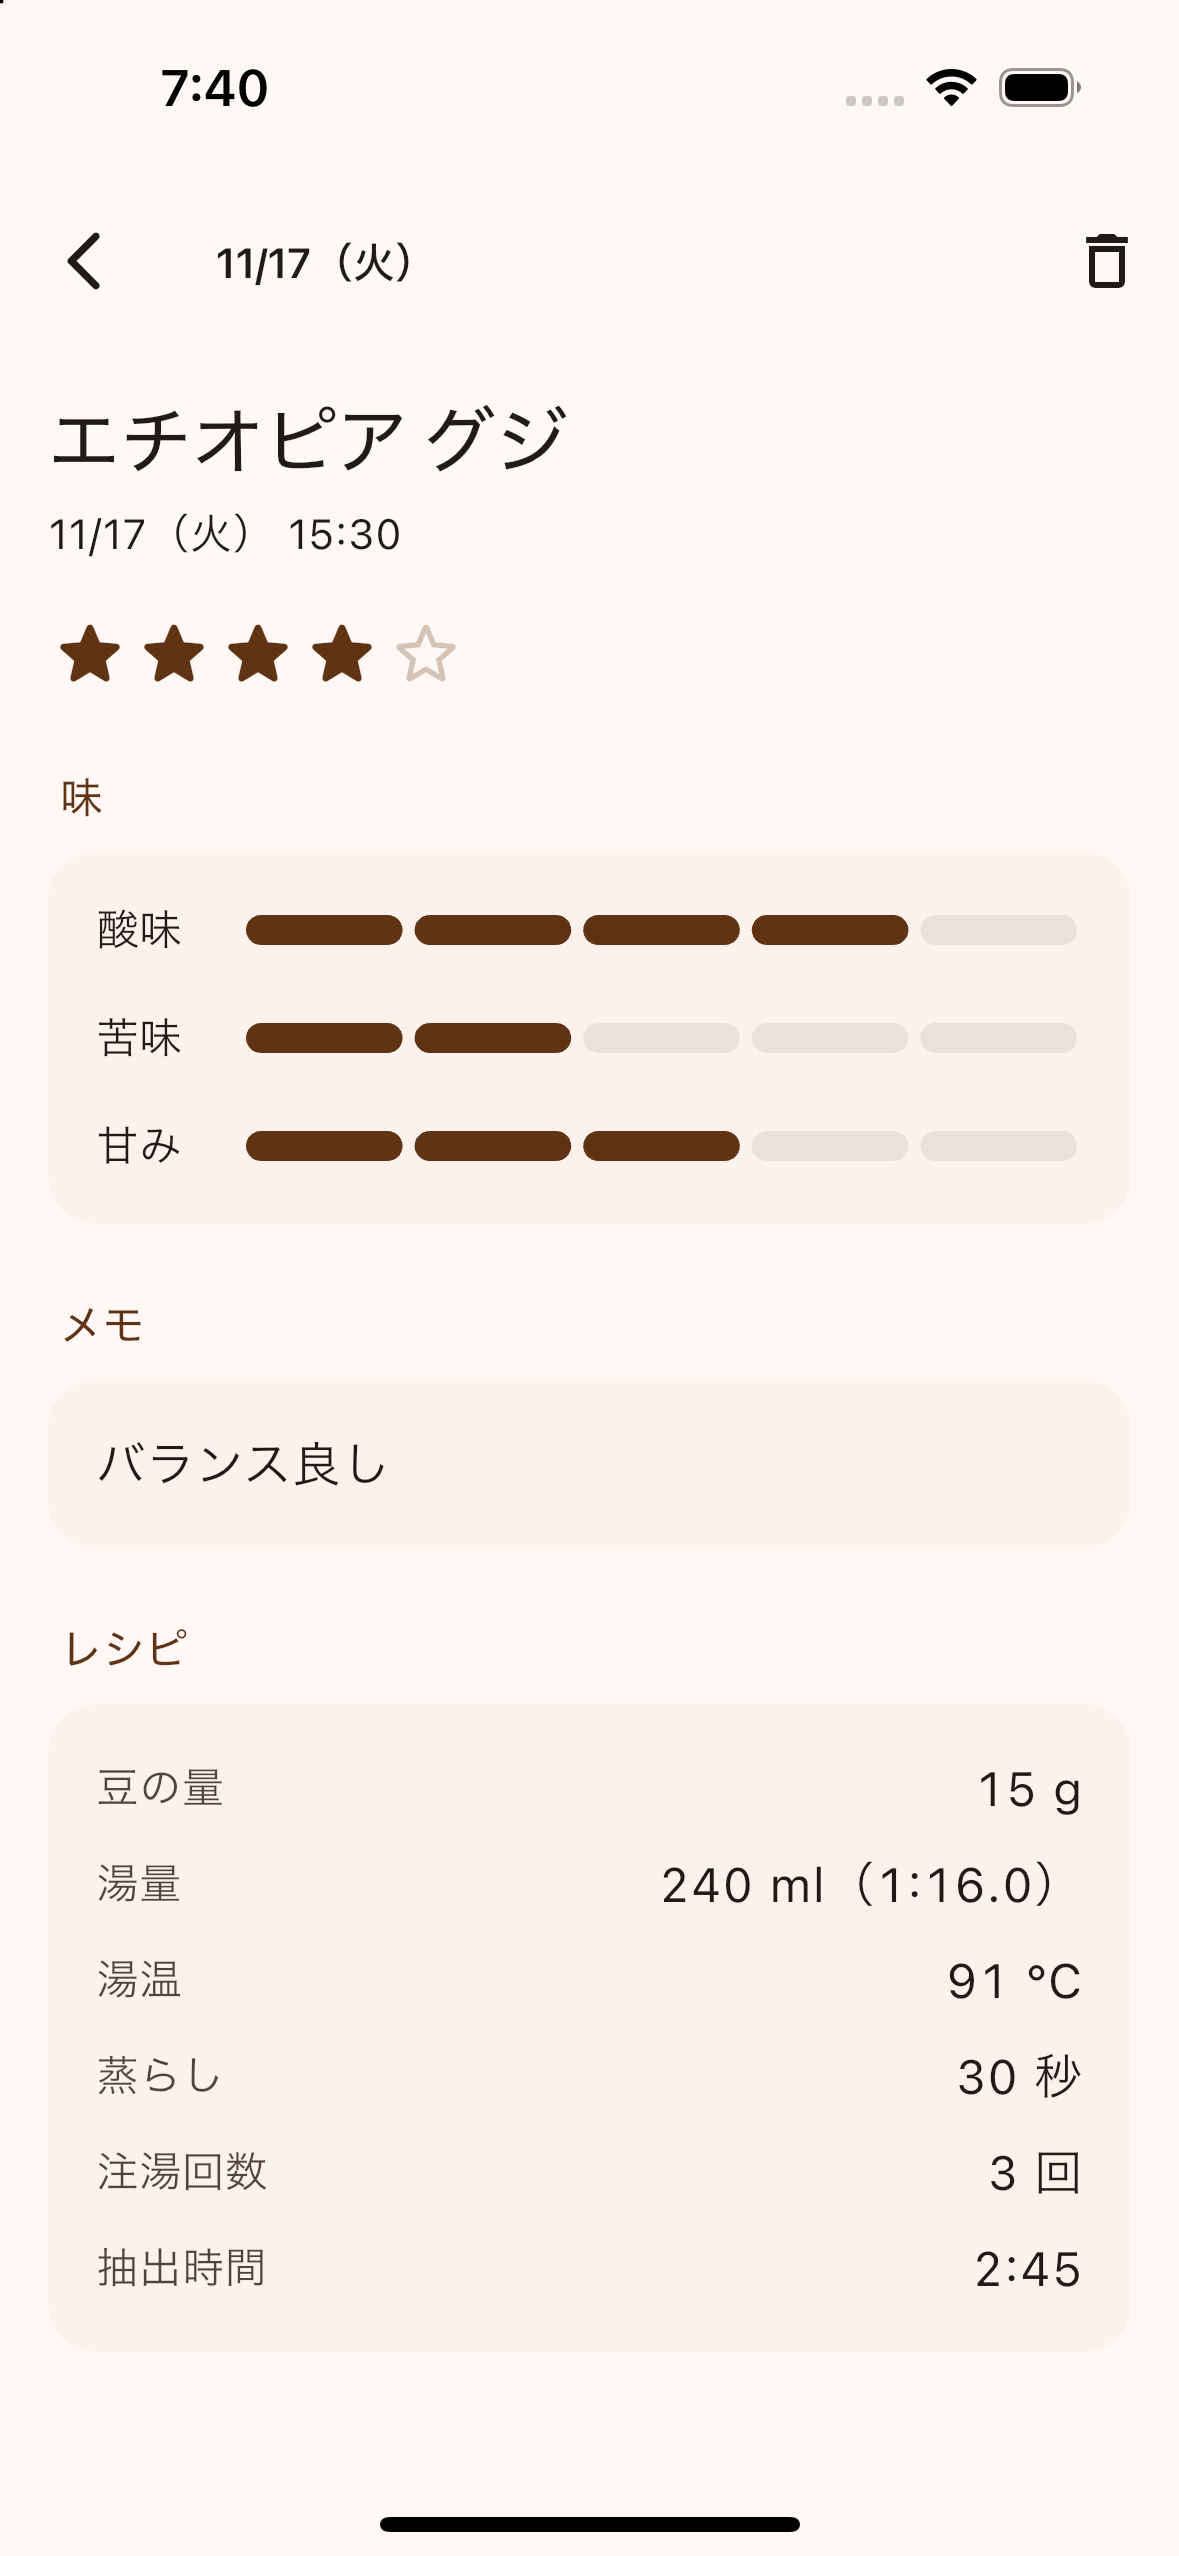 7:40
11/17（火）
エチオピア グジ
11/17（火） 15:30
味
酸味
苦味
甘み
メモ
バランス良し
レシピ
豆の量 15 g
湯量 240 ml（1:16.0）
湯温 91 °C
蒸らし 30 秒
注湯回数 3 回
抽出時間 2:45